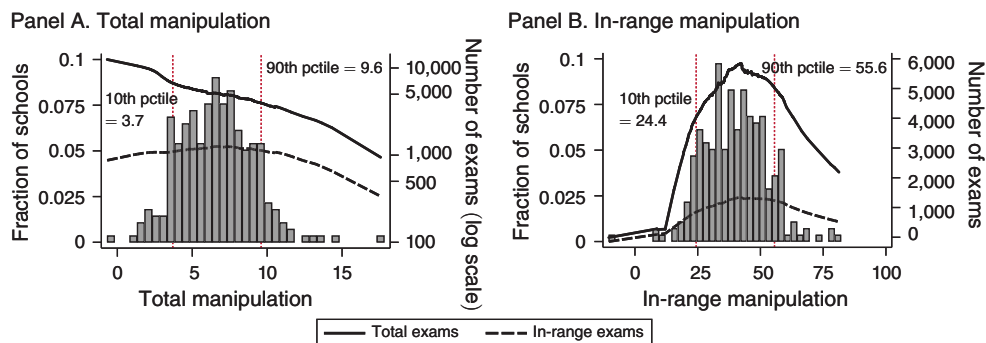 Panel A. Total manipulation
Fraction of schools
0.1
0.075
0.05
0.025
0
10th pctile
= 3.7
90th pctile = 9.6
10,000
5,000
1,000
500
100
Number of exams (log scale)
0 5 10 15
Total manipulation
Panel B. In-range manipulation
Fraction of schools
0.1
0.075
0.05
0.025
0
10th pctile
= 24.4
90th pctile = 55.6
6,000
5,000
4,000
3,000
2,000
1,000
0
Number of exams
0 25 50 75 100
In-range manipulation
Total exams In-range exams